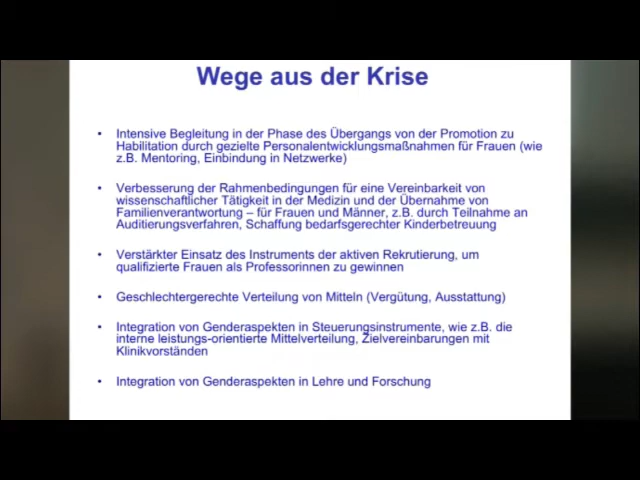 Wege aus der Krise
• Intensive Begleitung in der Phase des Übergangs von der Promotion zu
Habilitation durch gezielte Personalentwicklungsmaßnahmen für Frauen (wie
z.B. Mentoring, Einbindung in Netzwerke)
• Verbesserung der Rahmenbedingungen für eine Vereinbarkeit von
wissenschaftlicher Tätigkeit in der Medizin und der Übernahme von
Familienverantwortung – für Frauen und Männer, z.B. durch Teilnahme an
Auditierungsverfahren, Schaffung bedarfsgerechter Kinderbetreuung
• Verstärkter Einsatz des Instruments der aktiven Rekrutierung, um
qualifizierte Frauen als Professorinnen zu gewinnen
• Geschlechtergerechte Verteilung von Mitteln (Vergütung, Ausstattung)
• Integration von Genderaspekten in Steuerungsinstrumente, wie z.B. die
interne leistungs-orientierte Mittelverteilung, Zielvereinbarungen mit
Klinikvorständen
• Integration von Genderaspekten in Lehre und Forschung